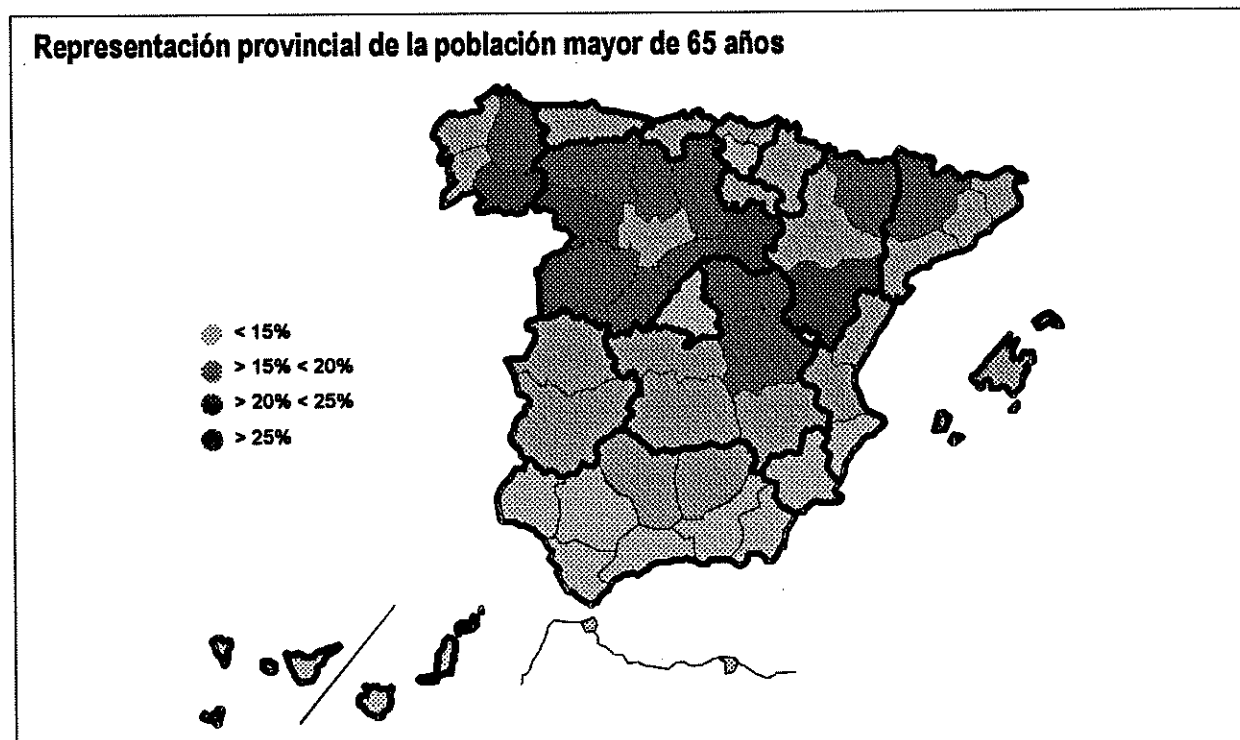 Representación provincial de la población mayor de 65 años
< 15%
> 15% < 20%
> 20% < 25%
> 25%